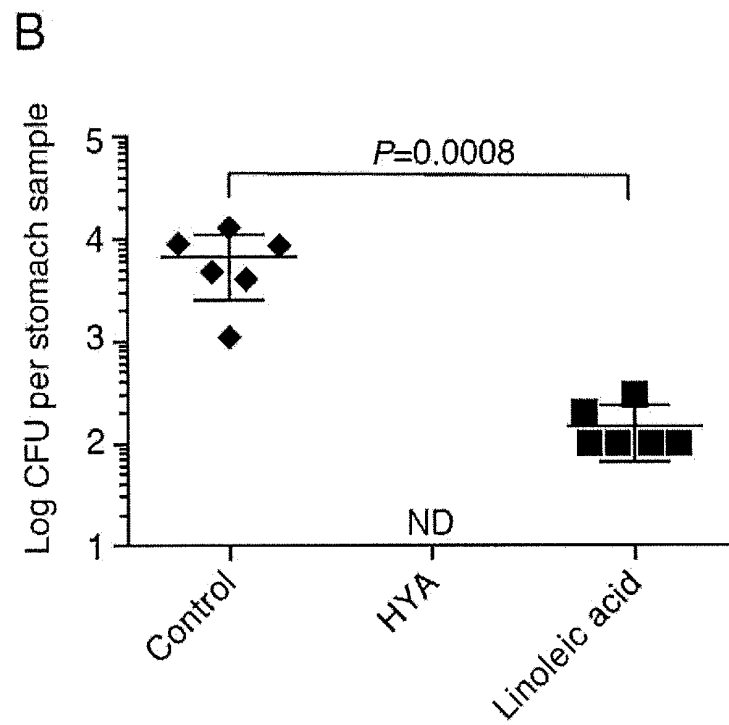 B
Log CFU per stomach sample
5
4
3
2
1
P=0.0008
ND
Control
HYA
Linoleic acid